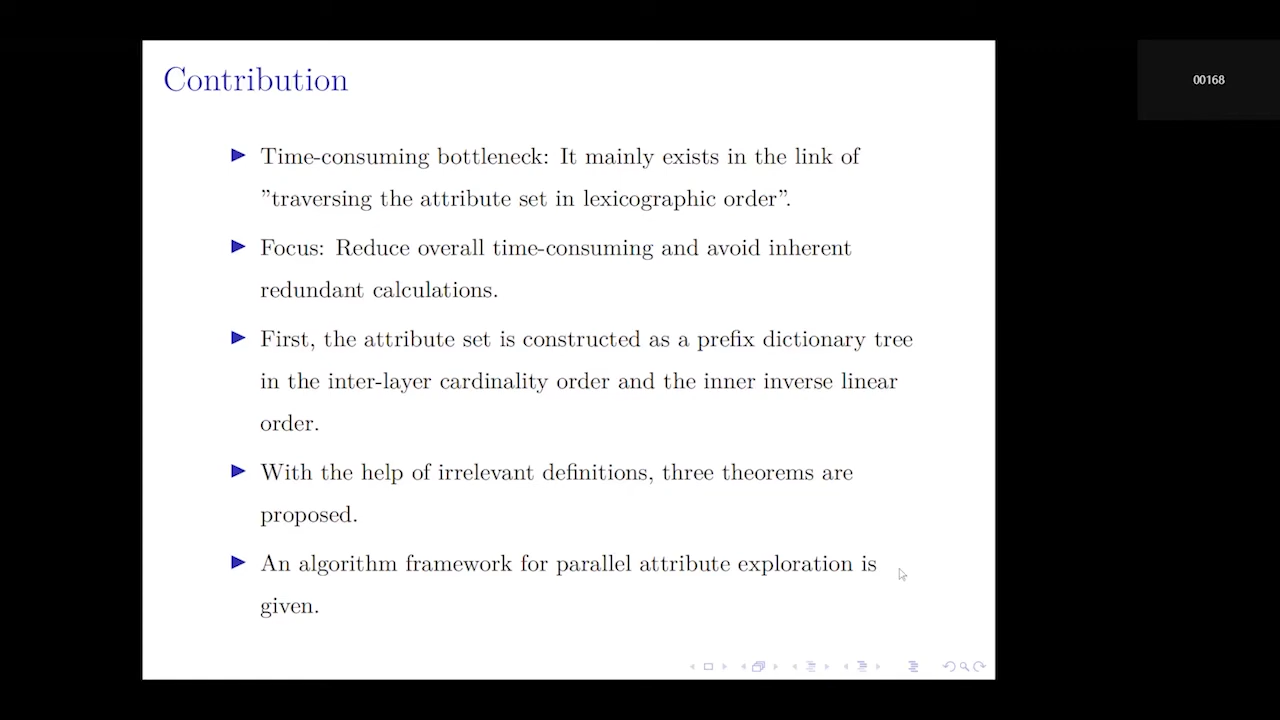 Contribution
00168
Time-consuming bottleneck: It mainly exists in the link of
”traversing the attribute set in lexicographic order”.
Focus: Reduce overall time-consuming and avoid inherent
redundant calculations.
First, the attribute set is constructed as a prefix dictionary tree
in the inter-layer cardinality order and the inner inverse linear
order.
With the help of irrelevant definitions, three theorems are
proposed.
An algorithm framework for parallel attribute exploration is
given.